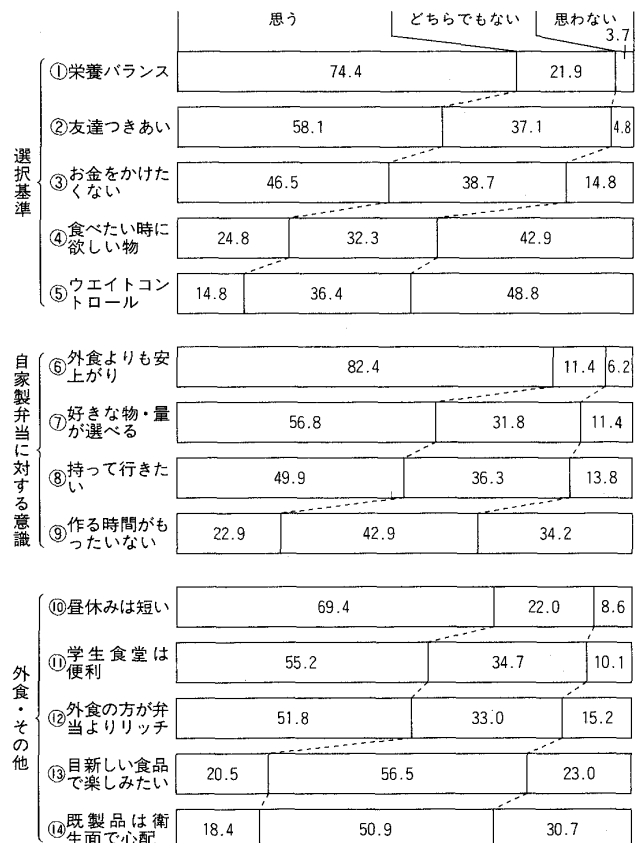 思う どちらでもない 思わない
3.7
①栄養バランス 74.4 21.9
②友達つきあい 58.1 37.1 4.8
③お金をかけた
くない
46.5 38.7 14.8
④食べたい時に
欲しい物
24.8 32.3 42.9
⑤ウエイトコン
トロール
14.8 36.4 48.8
選択基準
⑥外食よりも安
上がり
82.4 11.4 6.2
⑦好きな物・量
が選べる
56.8 31.8 11.4
⑧持って行きた
い
49.9 36.3 13.8
⑨作る時間がも
ったいない
22.9 42.9 34.2
自家製弁当に対する意識
⑩昼休みは短い 69.4 22.0 8.6
⑪学生食堂は
便利
55.2 34.7 10.1
⑫外食の方が弁
当よりリッチ
51.8 33.0 15.2
⑬目新しい食品
で楽しみたい
20.5 56.5 23.0
⑭既製品は衛
生面で心配
18.4 50.9 30.7
外食・その他